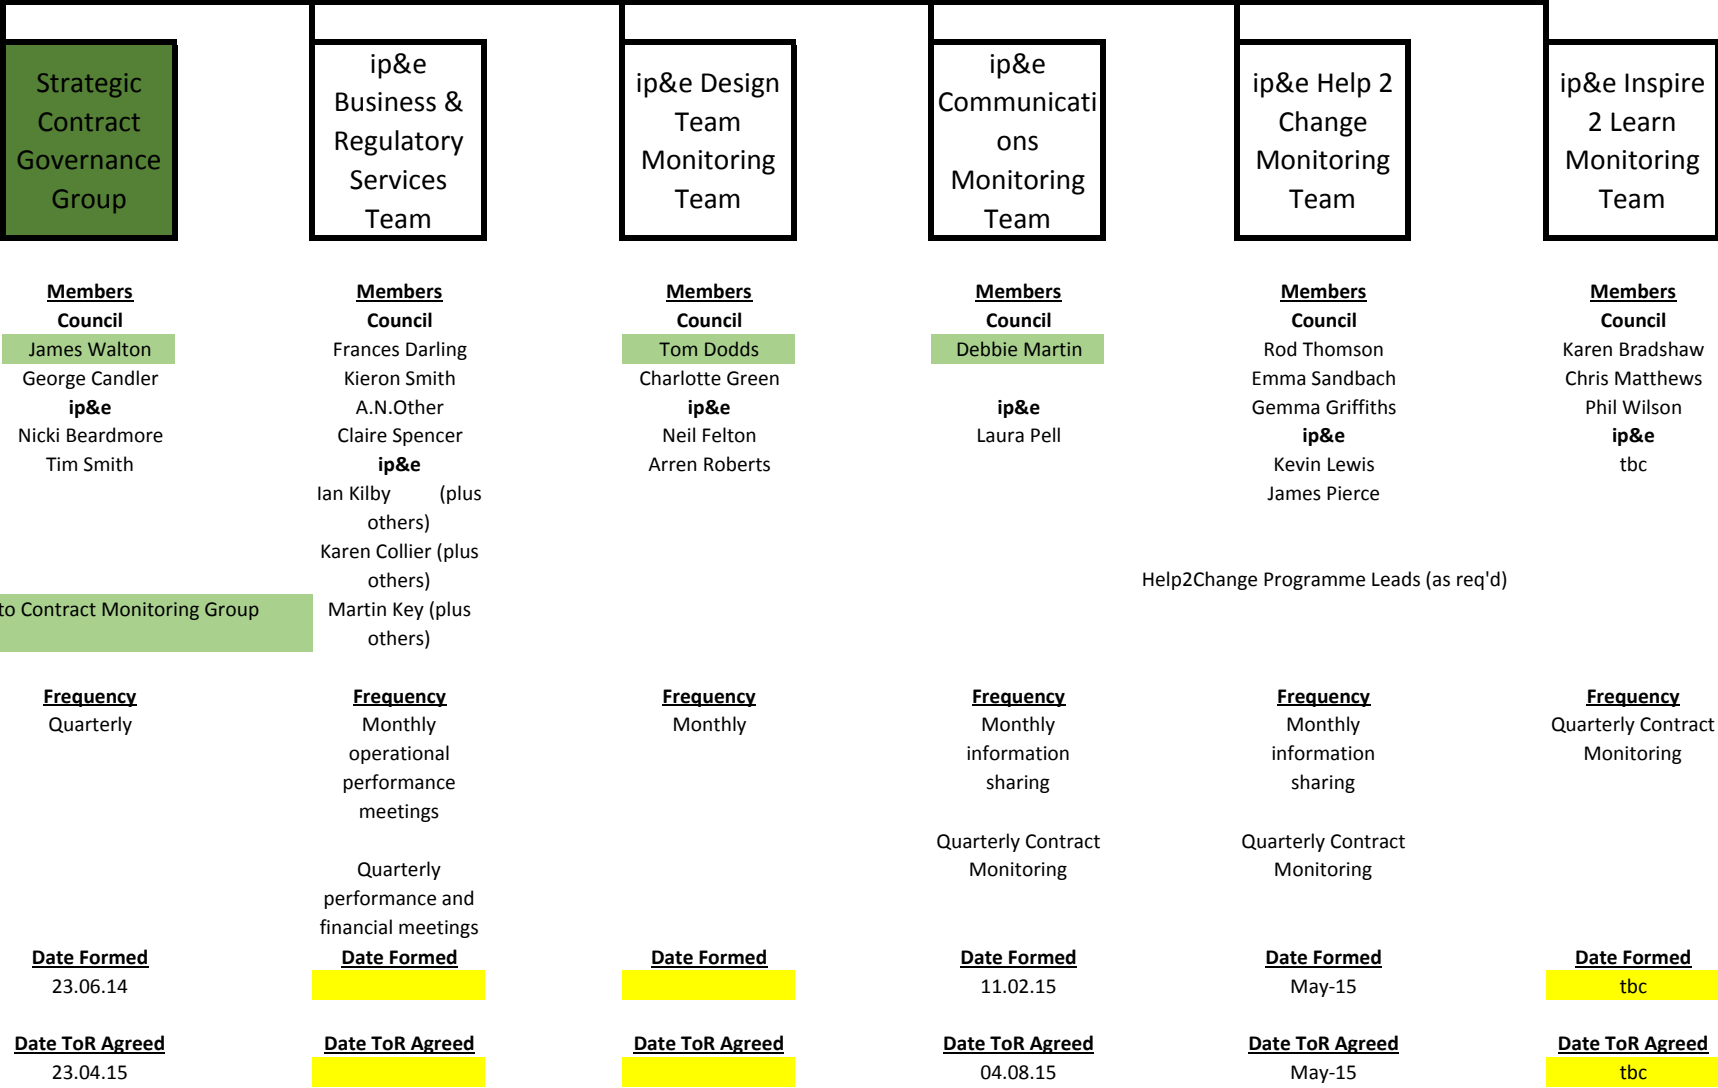 Strategic
Contract
Governance
Group
ip&e
Business &
Regulatory
Services
Team
ip&e Design
Team
Monitoring
Team
ip&e
Communicati
ons
Monitoring
Team
ip&e Help 2
Change
Monitoring
Team
ip&e Inspire
2 Learn
Monitoring
Team
Members
Council
James Walton
George Candler
ip&e
Nicki Beardmore
Tim Smith
to Contract Monitoring Group
Members
Council
Frances Darling
Kieron Smith
A.N.Other
Claire Spencer
ip&e
Ian Kilby (plus
others)
Karen Collier (plus
others)
Martin Key (plus
others)
Members
Council
Tom Dodds
Charlotte Green
ip&e
Neil Felton
Arren Roberts
Members
Council
Debbie Martin
ip&e
Laura Pell
Members
Council
Rod Thomson
Emma Sandbach
Gemma Griffiths
ip&e
Kevin Lewis
James Pierce
Help2Change Programme Leads (as req'd)
Members
Council
Karen Bradshaw
Chris Matthews
Phil Wilson
ip&e
tbc
Frequency
Quarterly
Frequency
Monthly
operational
performance
meetings
Quarterly
performance and
financial meetings
Frequency
Monthly
Frequency
Monthly
information
sharing
Quarterly Contract
Monitoring
Frequency
Monthly
information
sharing
Quarterly Contract
Monitoring
Frequency
Quarterly Contract
Monitoring
Date Formed
23.06.14
Date Formed
Date Formed
Date Formed
11.02.15
Date Formed
May-15
Date Formed
tbc
Date ToR Agreed
23.04.15
Date ToR Agreed
Date ToR Agreed
Date ToR Agreed
04.08.15
Date ToR Agreed
May-15
Date ToR Agreed
tbc